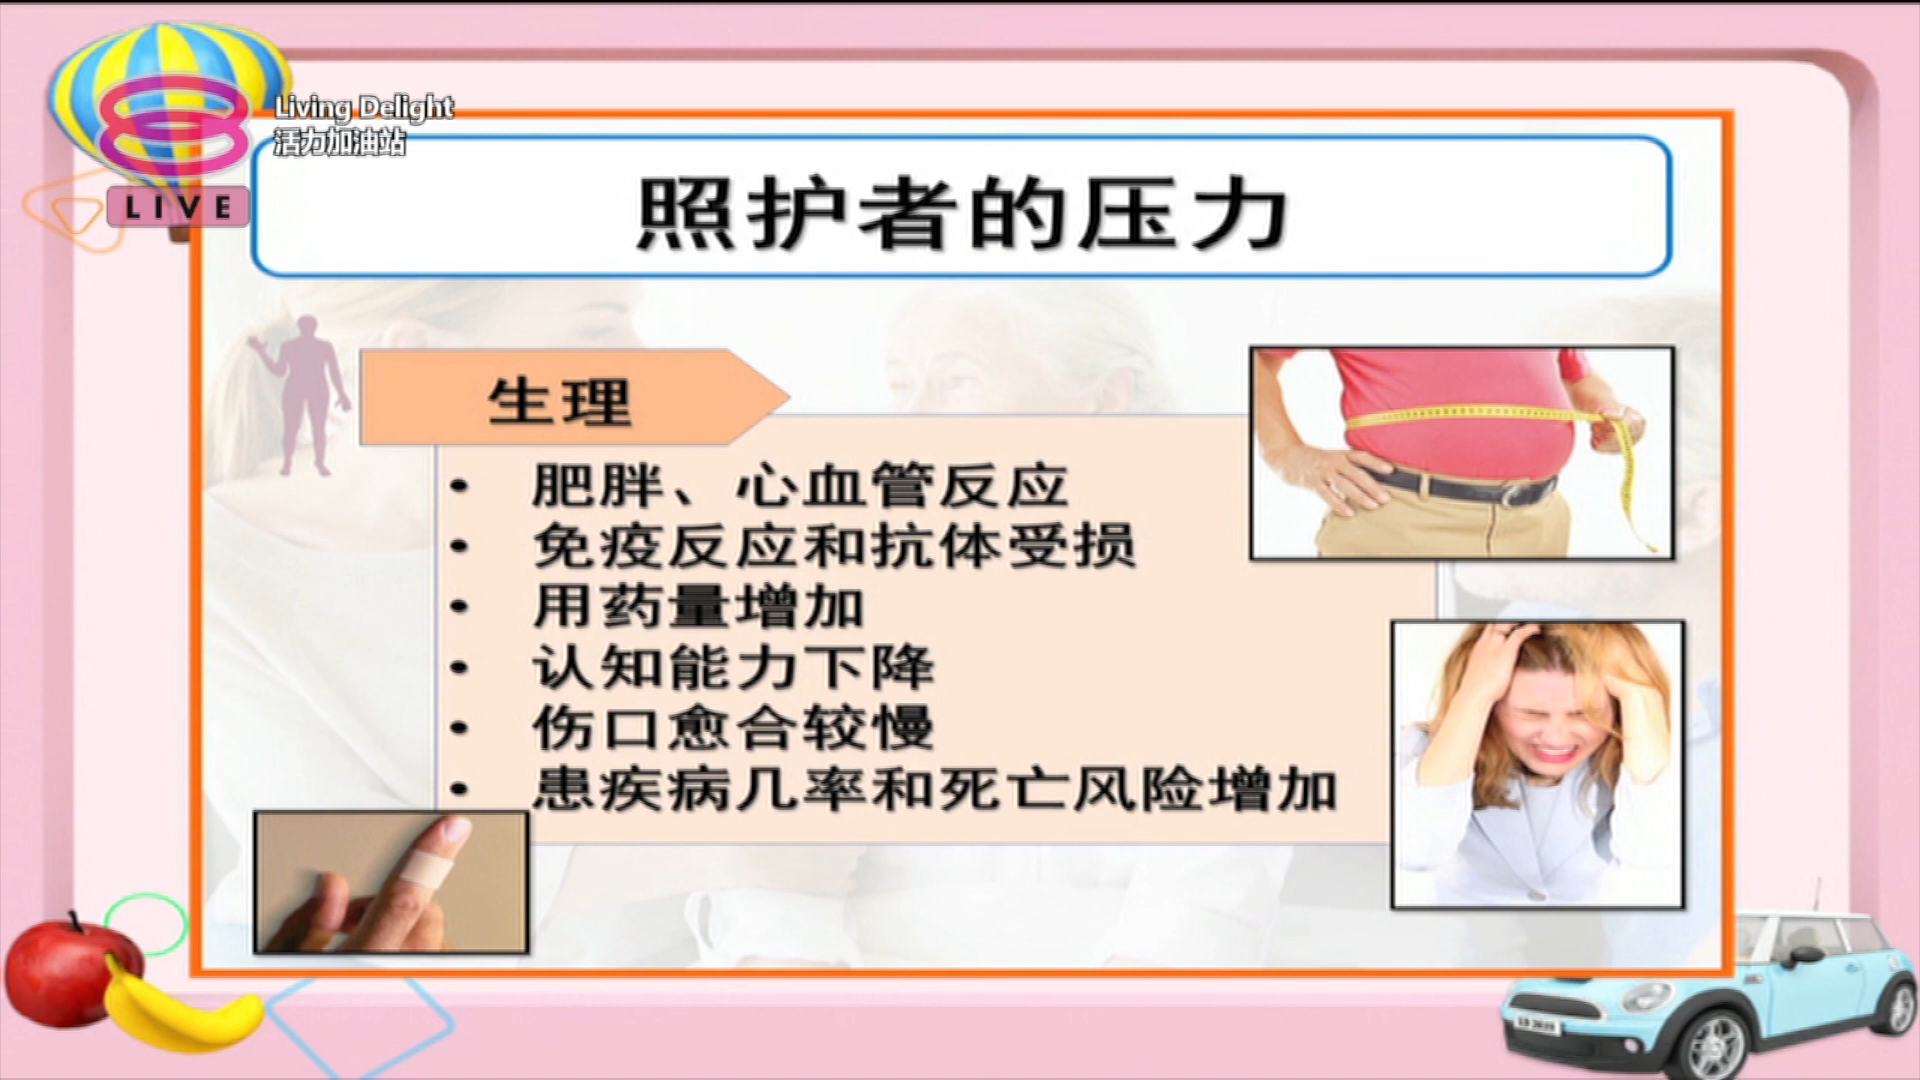 Living Delight
活力加油站
LIVE
照护者的压力
生理
• 肥胖、心血管反应
• 免疫反应和抗体受损
• 用药量增加
• 认知能力下降
• 伤口愈合较慢
• 患疾病几率和死亡风险增加